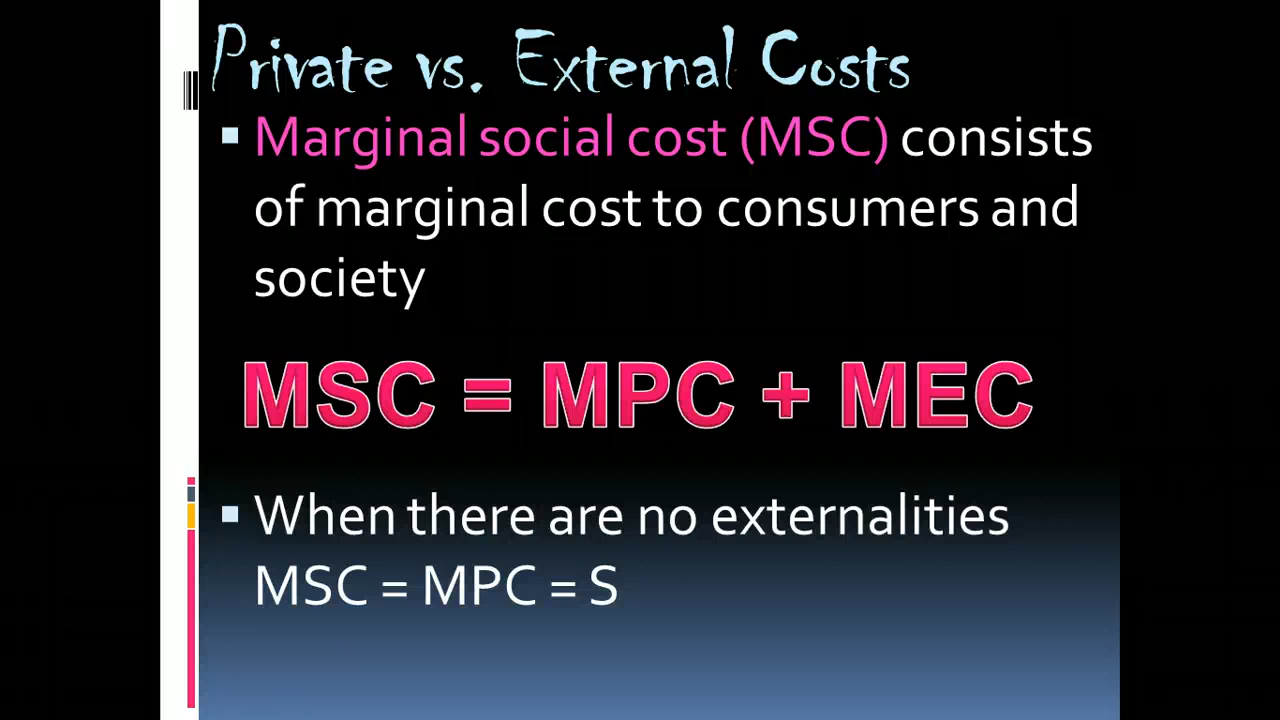 Private vs. External Costs
Marginal social cost (MSC) consists
of marginal cost to consumers and
society
MSC = MPC + MEC
When there are no externalities
MSC = MPC = S